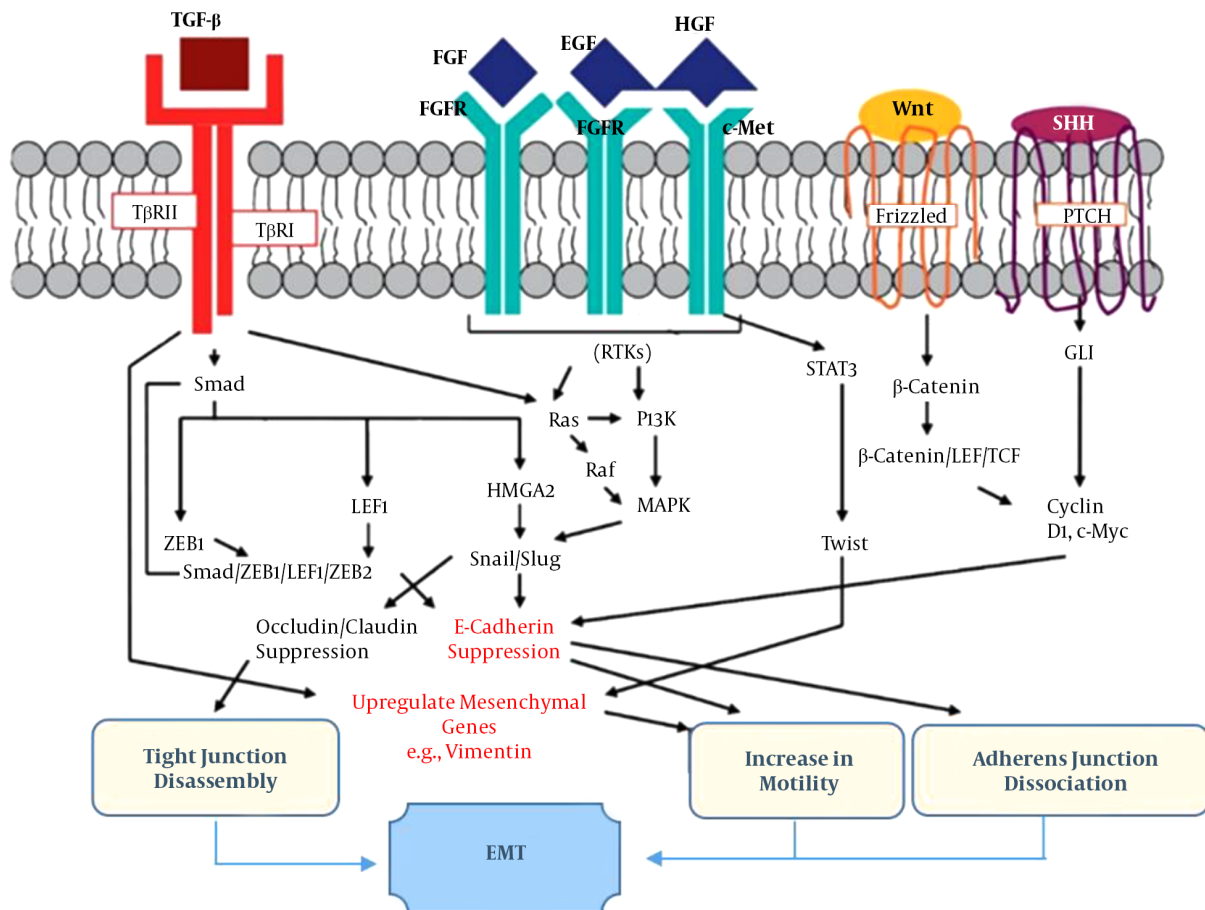 TGF-β
FGF
EGF
HGF
FGFR
FGFR
c-Met
Wnt
SHH
TβRII
TβRI
Frizzled
PTCH
(RTKs)
Smad
STAT3
GLI
β-Catenin
Ras
P13K
Raf
β-Catenin/LEF/TCF
LEF1
HMGA2
MAPK
Cyclin
D1, c-Myc
ZEB1
Snail/Slug
Twist
Smad/ZEB1/LEF1/ZEB2
Occludin/Claudin
Suppression
E-Cadherin
Suppression
Upregulate Mesenchymal
Genes
e.g., Vimentin
Tight Junction
Disassembly
Increase in
Motility
Adherens Junction
Dissociation
EMT